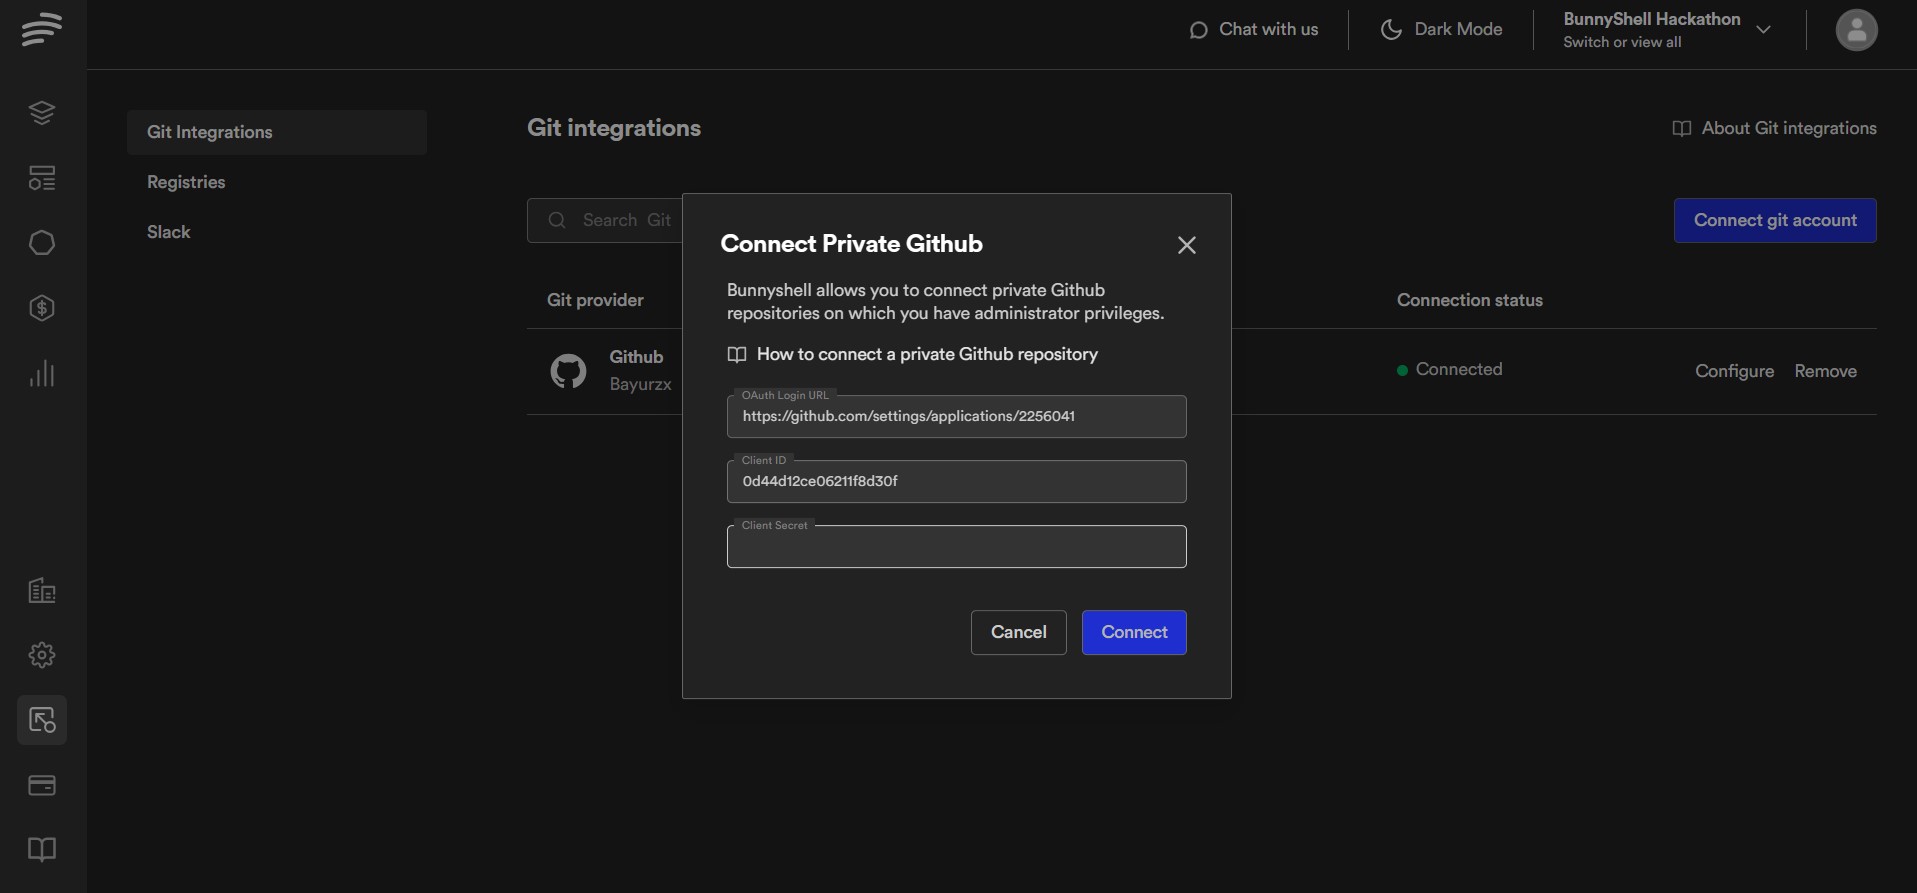 Chat with us
Dark Mode
BunnyShell Hackathon
Switch or view all
Git Integrations
Registries
Slack
Git integrations
About Git integrations
Search Git
Connect git account
Git provider
Connection status
Github
Bayurzx
Connected
Configure
Remove
Connect Private Github
Bunnyshell allows you to connect private Github
repositories on which you have administrator privileges.
How to connect a private Github repository
OAuth Login URL
https://github.com/settings/applications/2256041
Client ID
0d44d12ce06211f8d30f
Client Secret
Cancel
Connect